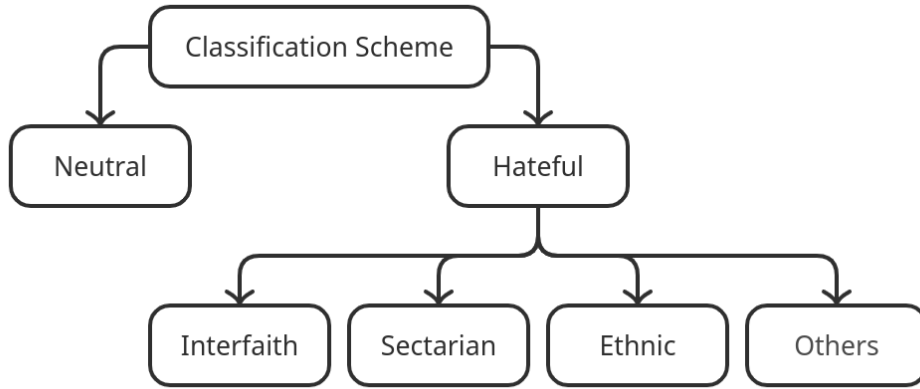 Classification Scheme
Neutral
Hateful
Interfaith
Sectarian
Ethnic
Others